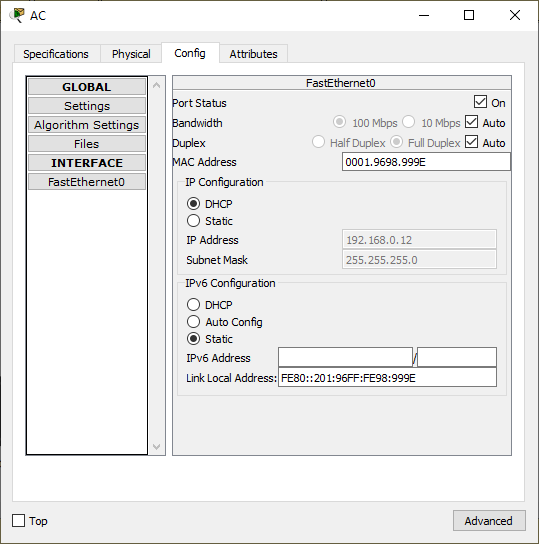 AC
Specifications Physical Config Attributes
GLOBAL
Settings
Algorithm Settings
Files
INTERFACE
FastEthernet0
FastEthernet0
Port Status On
Bandwidth 100 Mbps 10 Mbps Auto
Duplex Half Duplex Full Duplex Auto
MAC Address 0001.9698.999E
IP Configuration
DHCP
Static
IP Address 192.168.0.12
Subnet Mask 255.255.255.0
IPv6 Configuration
DHCP
Auto Config
Static
IPv6 Address /
Link Local Address: FE80::201:96FF:FE98:999E
Top Advanced